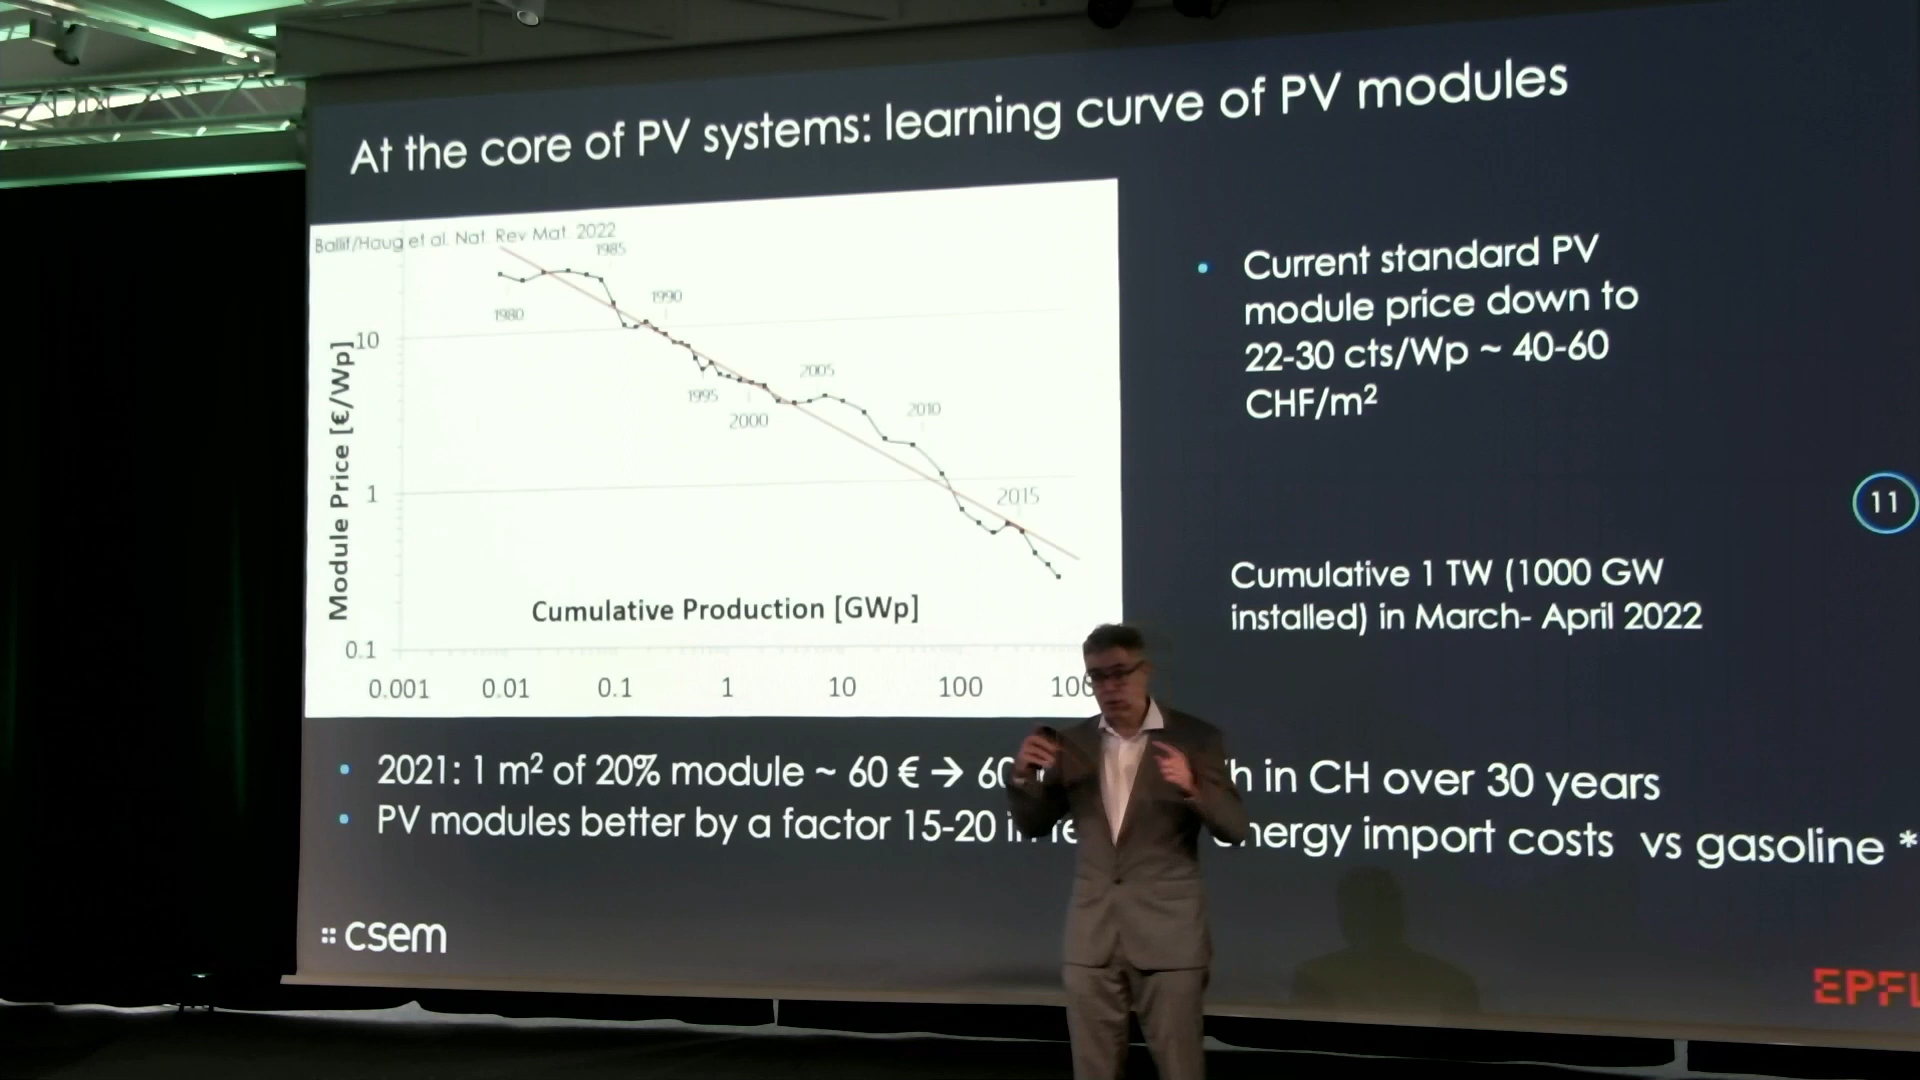 At the core of PV systems: learning curve of PV modules
Ballif/Haug et al. Nat. Rev Mat. 2022
1985
1990
1980
10
2005
1995
2010
2000
1
2015
Module Price [€/Wp]
Cumulative Production [GWp]
0.1
0.001 0.01 0.1 1 10 100
• Current standard PV
module price down to
22-30 cts/Wp ~ 40-60
CHF/m²
11
Cumulative 1 TW (1000 GW
installed) in March- April 2022
• 2021: 1 m² of 20% module ~ 60 € → in CH over 30 years
• PV modules better by a factor 15-20 import costs vs gasoline *
csem
EPFL